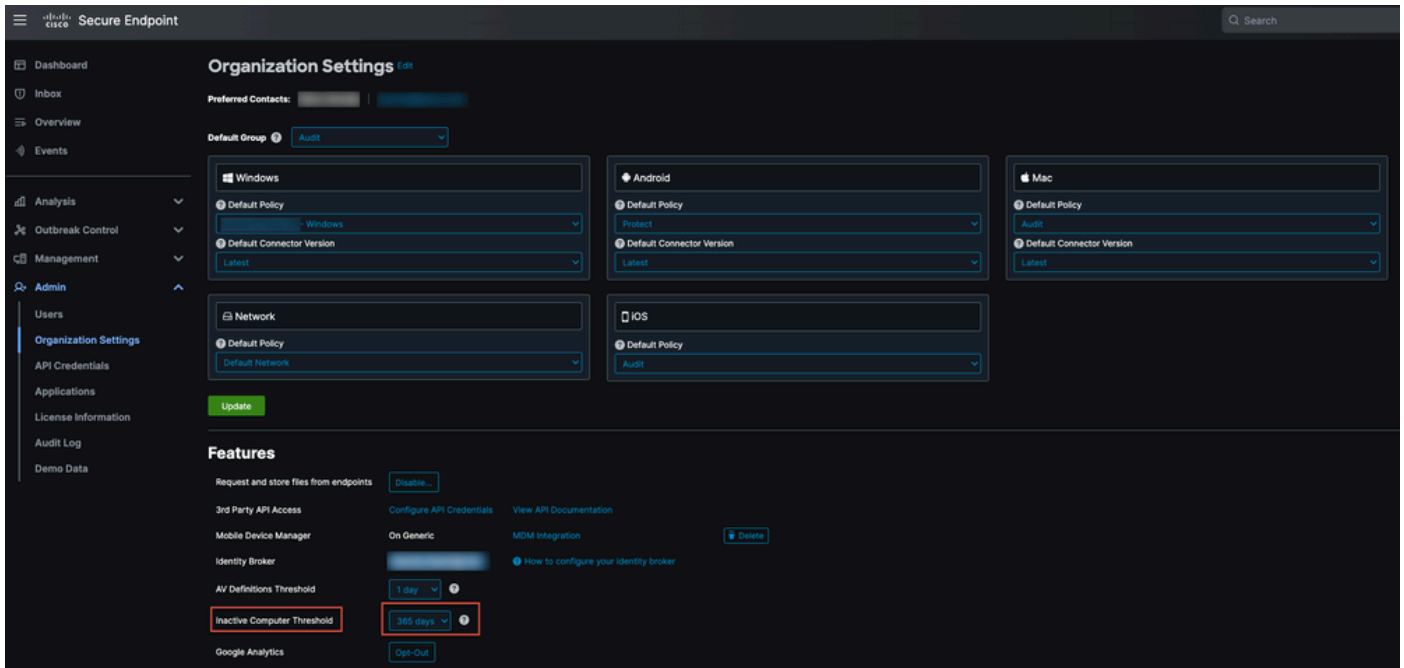 cisco Secure Endpoint
Search
Dashboard
Inbox
Overview
Events
Analysis
Outbreak Control
Management
Admin
Users
Organization Settings
API Credentials
Applications
License Information
Audit Log
Demo Data
Organization Settings Edit
Preferred Contacts:
Default Group ? Audit
Windows
? Default Policy
- Windows
? Default Connector Version
Latest
Android
? Default Policy
Protect
? Default Connector Version
Latest
Mac
? Default Policy
Audit
? Default Connector Version
Latest
Network
? Default Policy
Default Network
iOS
? Default Policy
Audit
Update
Features
Request and store files from endpoints Disable...
3rd Party API Access Configure API Credentials View API Documentation
Mobile Device Manager On Generic MDM Integration Delete
Identity Broker ? How to configure your identity broker
AV Definitions Threshold 1 day ?
Inactive Computer Threshold 365 days ?
Google Analytics Opt-Out